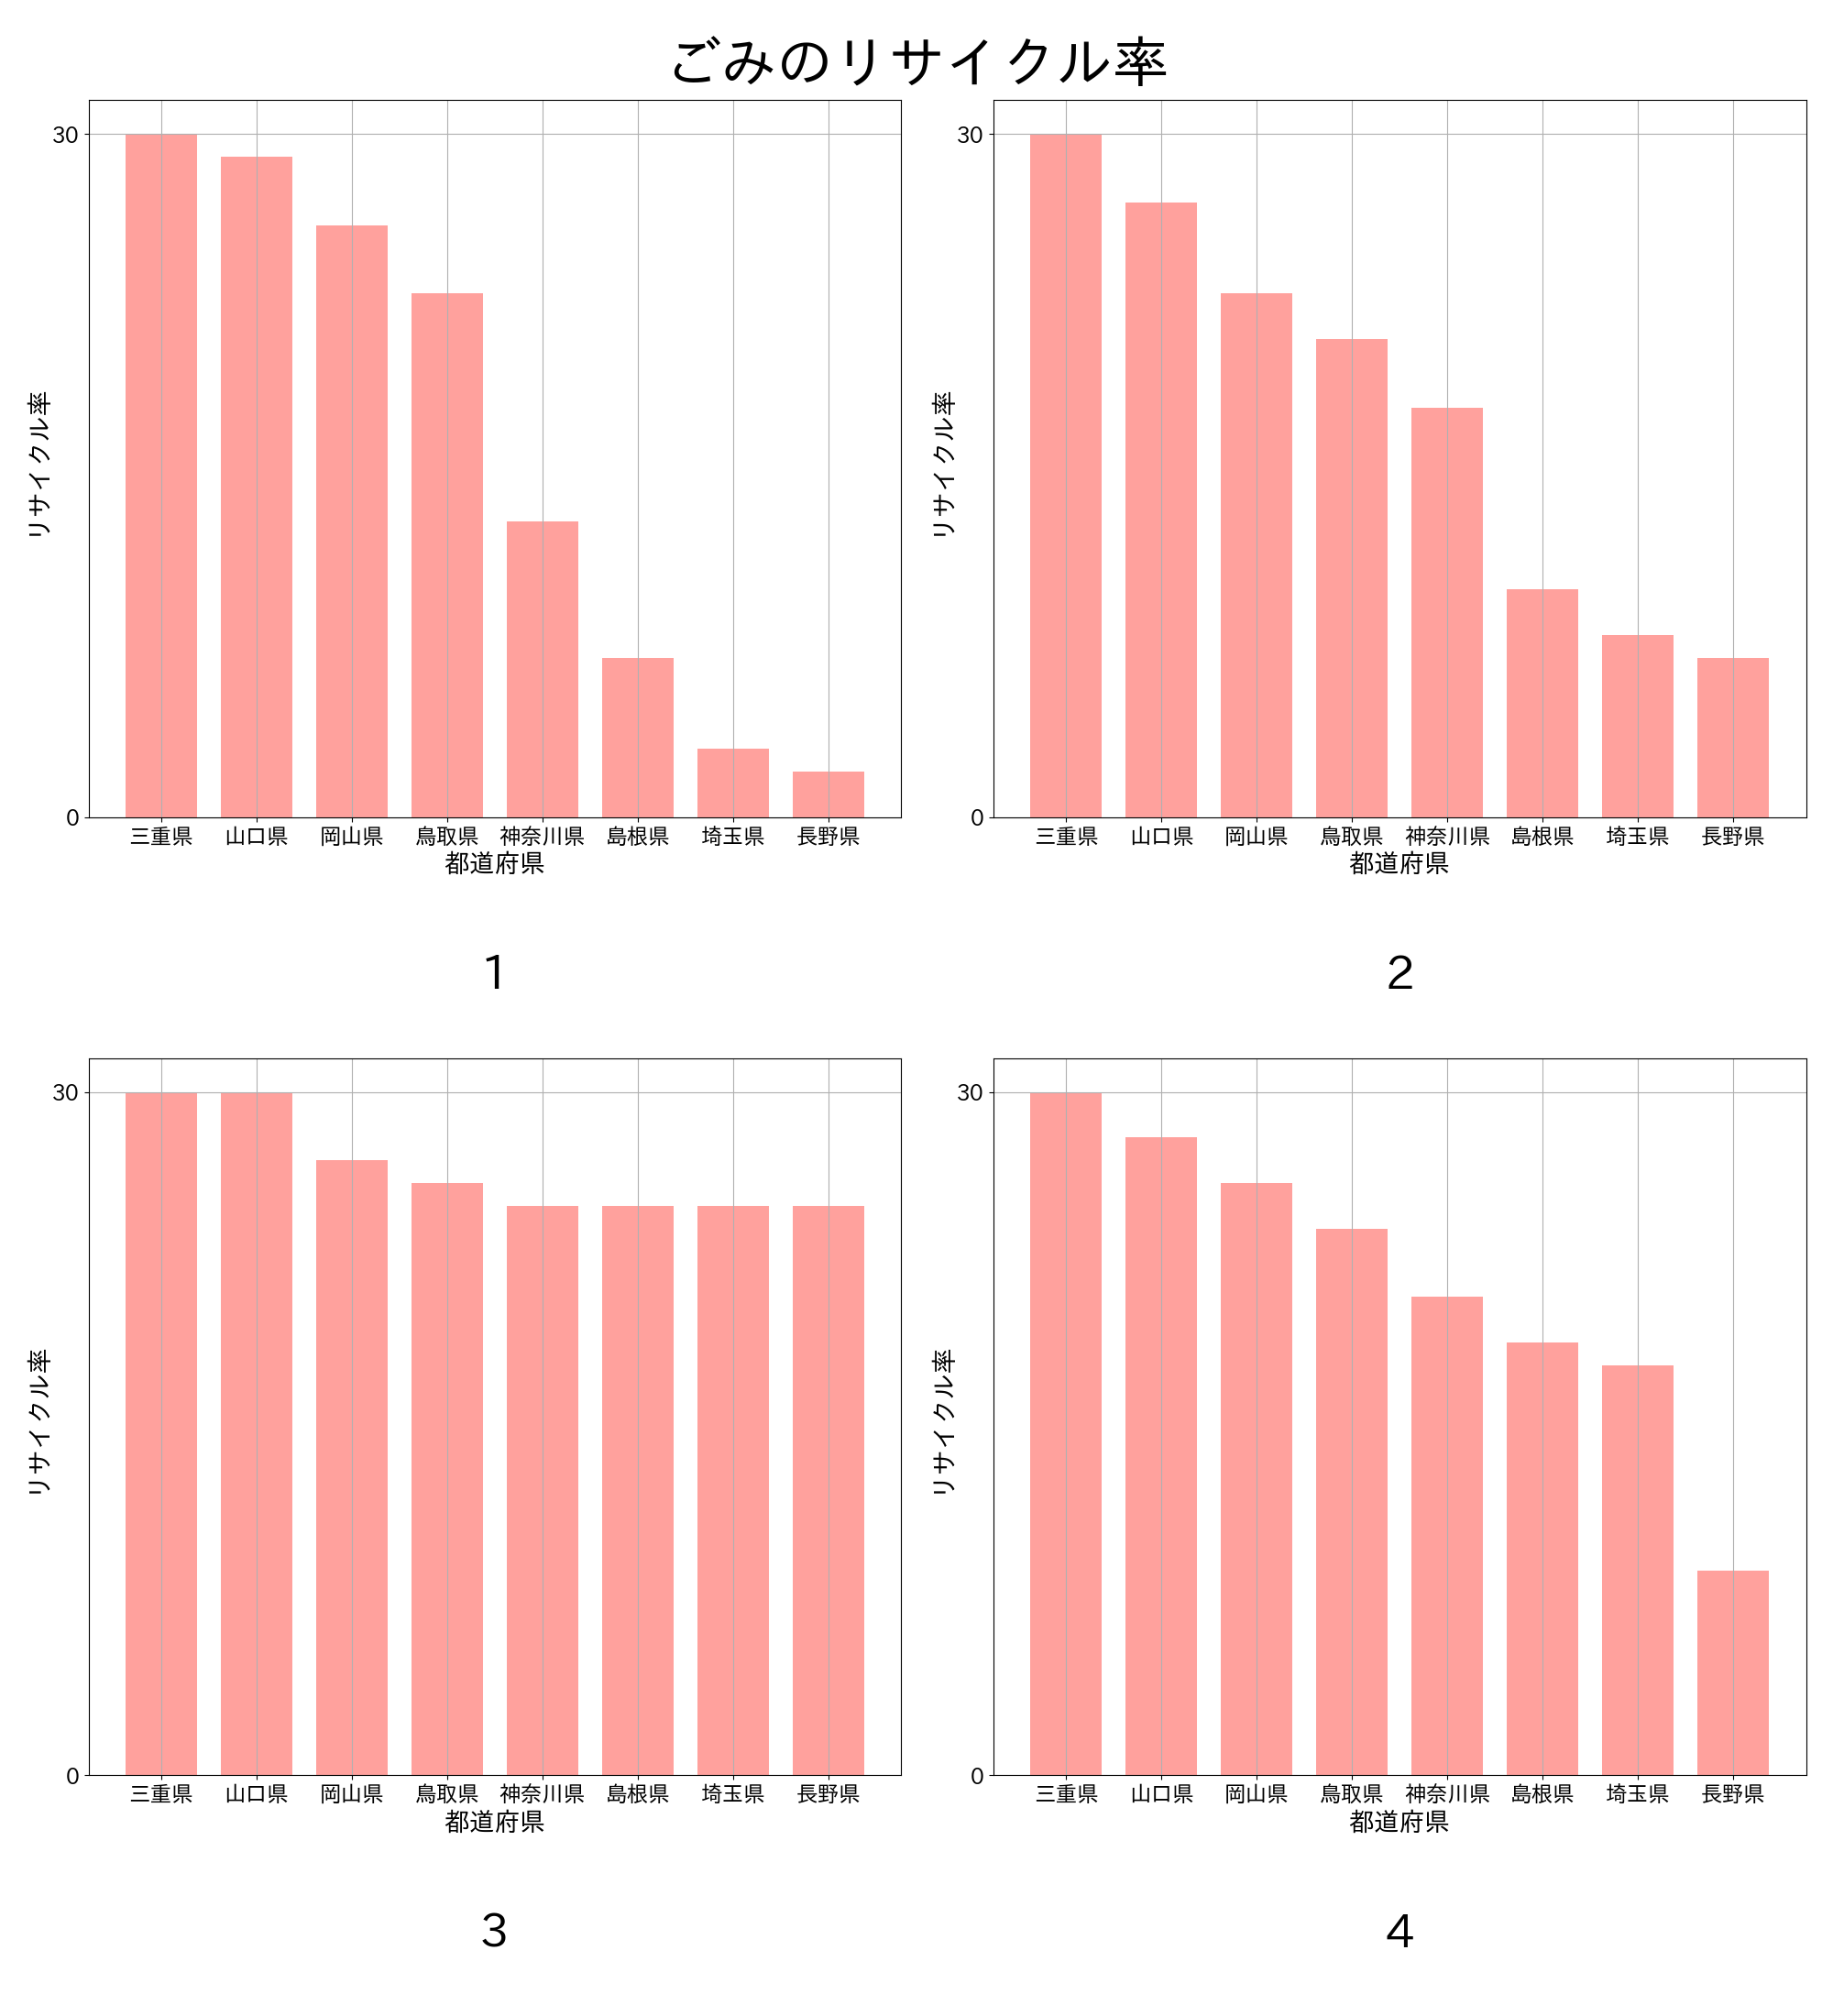 ごみのリサイクル率
30
0
リサイクル率
三重県 山口県 岡山県 鳥取県 神奈川県 島根県 埼玉県 長野県
都道府県
1
30
0
リサイクル率
三重県 山口県 岡山県 鳥取県 神奈川県 島根県 埼玉県 長野県
都道府県
2
30
0
リサイクル率
三重県 山口県 岡山県 鳥取県 神奈川県 島根県 埼玉県 長野県
都道府県
3
30
0
リサイクル率
三重県 山口県 岡山県 鳥取県 神奈川県 島根県 埼玉県 長野県
都道府県
4